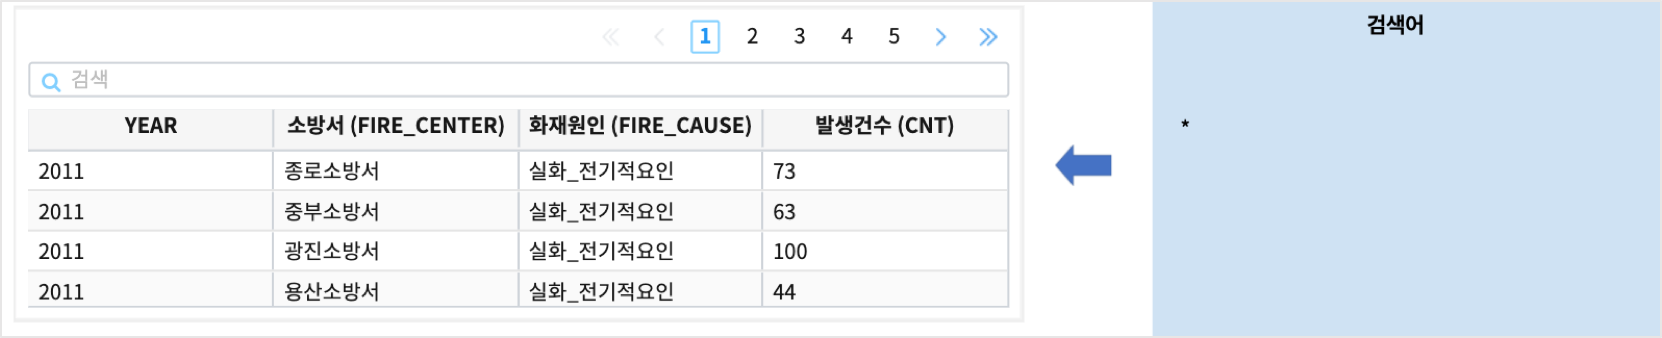 1 2 3 4 5
검색
YEAR 소방서 (FIRE_CENTER) 화재원인 (FIRE_CAUSE) 발생건수 (CNT)
2011 종로소방서 실화_전기적요인 73
2011 중부소방서 실화_전기적요인 63
2011 광진소방서 실화_전기적요인 100
2011 용산소방서 실화_전기적요인 44
검색어
*